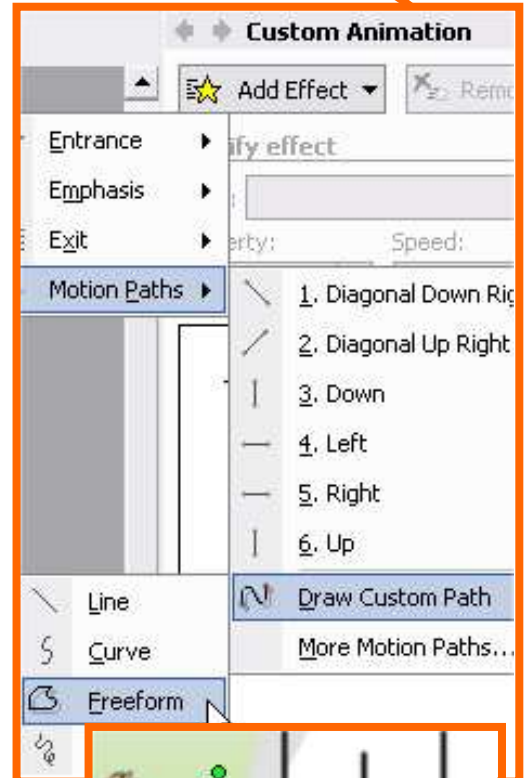 Custom Animation
Add Effect
Entrance
Emphasis
Exit
Motion Paths
effect
Speed:
1. Diagonal Down
2. Diagonal Up Right
3. Down
4. Left
5. Right
6. Up
Draw Custom Path
More Motion Paths...
Line
Curve
Freeform